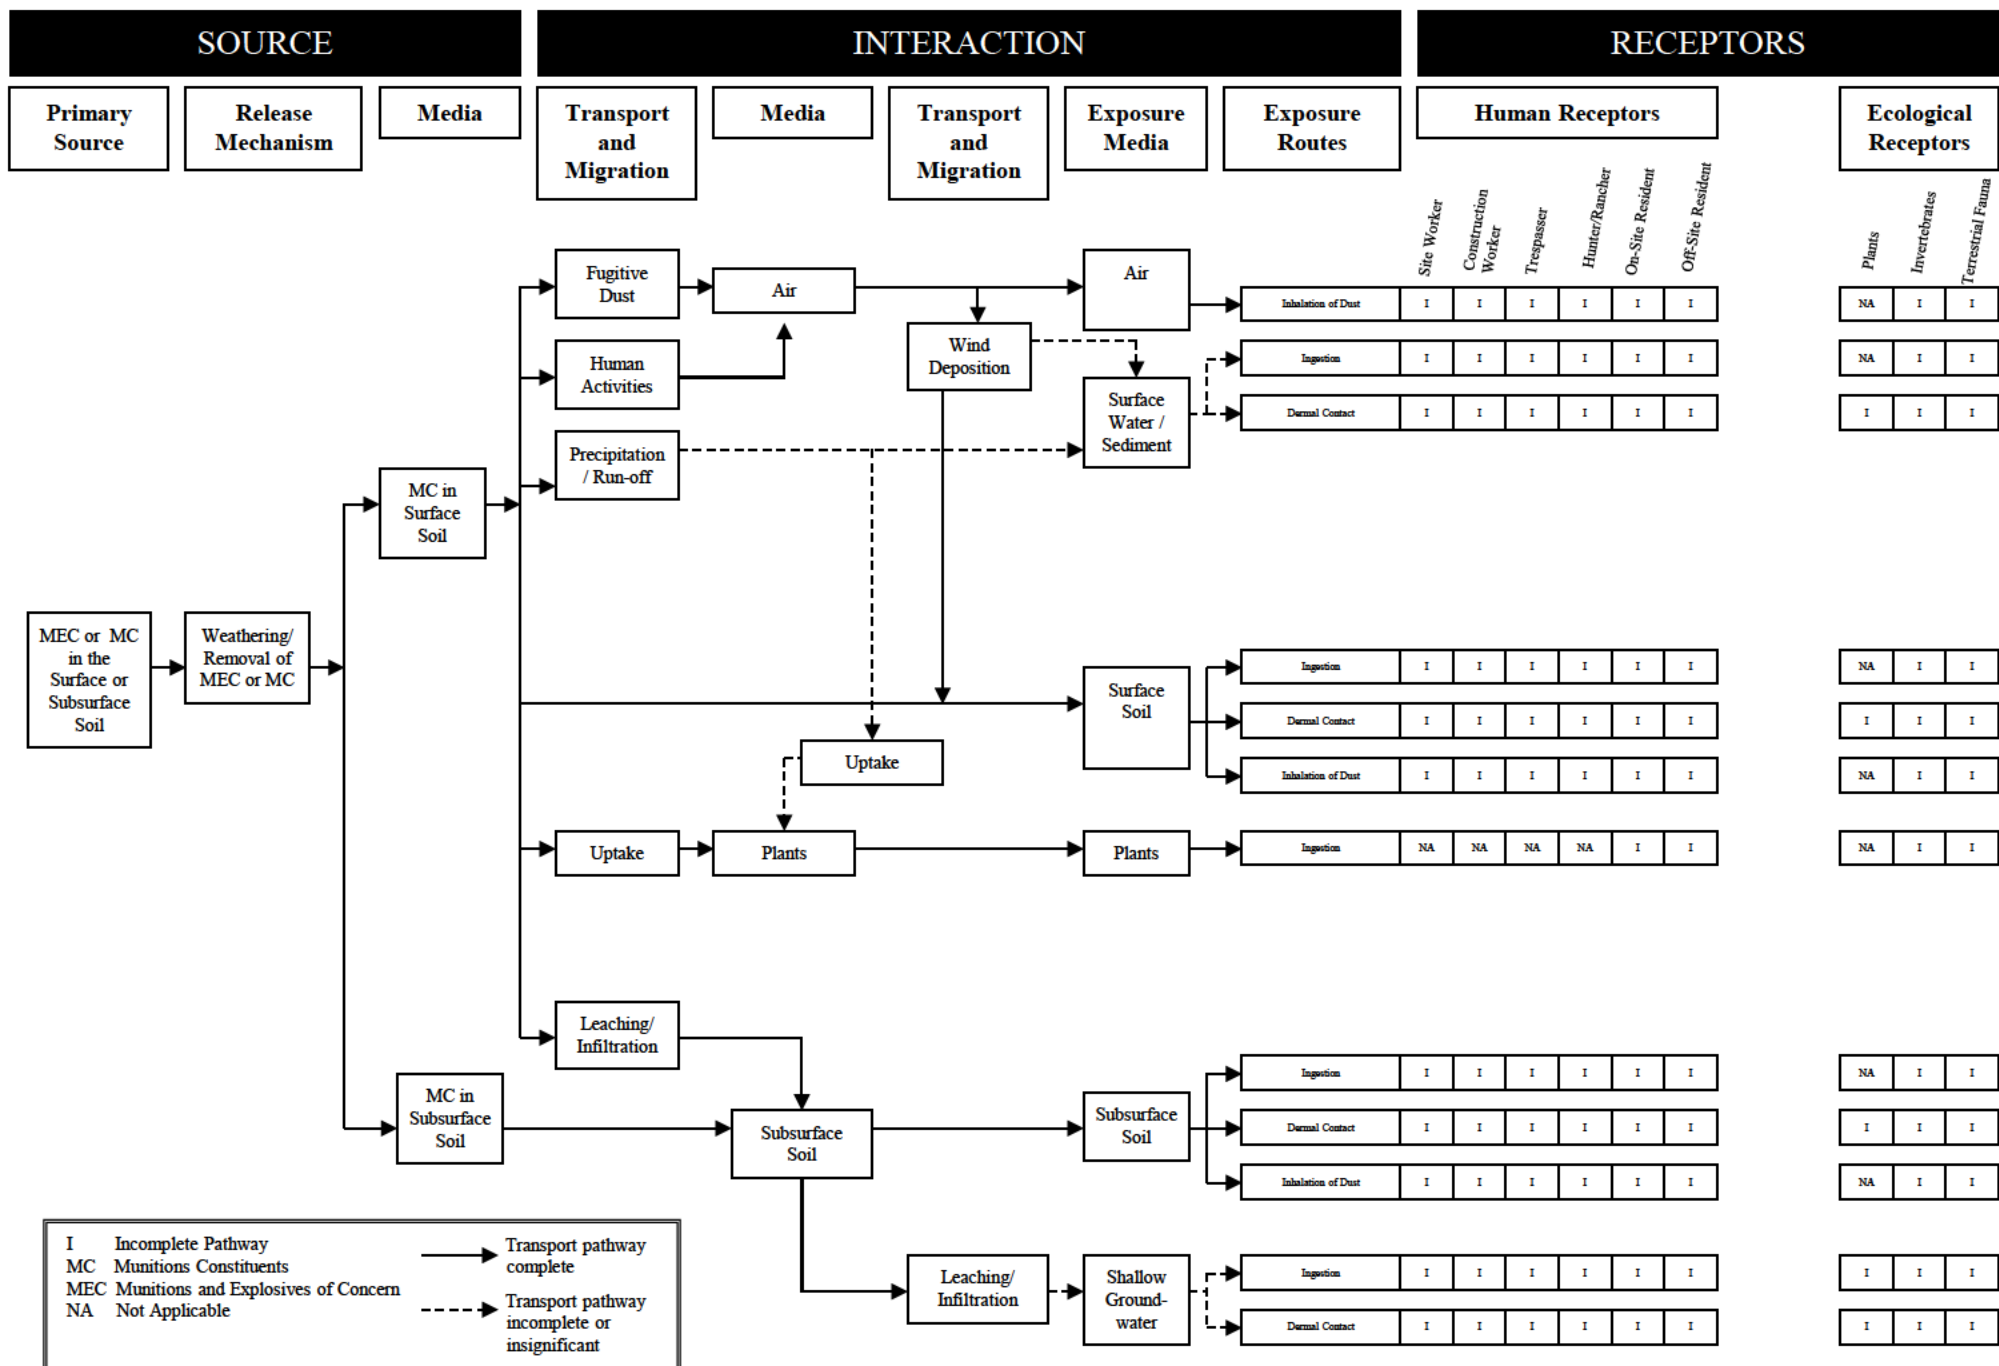 SOURCE
INTERACTION
RECEPTORS
Primary
Source
Release
Mechanism
Media
Transport
and
Migration
Media
Transport
and
Migration
Exposure
Media
Exposure
Routes
Human Receptors
Ecological
Receptors
Site Worker
Construction
Worker
Trespasser
Hunter/Rancher
On-Site Resident
Off-Site Resident
Plants
Invertebrates
Terrestrial Fauna
Fugitive
Dust
Air
Air
Inhalation of Dust I I I I I I NA I I
Human
Activities
Wind
Deposition
Ingestion I I I I I I NA I I
Surface
Water /
Sediment
Dermal Contact I I I I I I I I I
Precipitation
/ Run-off
MC in
Surface
Soil
MEC or MC
in the
Surface or
Subsurface
Soil
Weathering/
Removal of
MEC or MC
Surface
Soil
Ingestion I I I I I I NA I I
Dermal Contact I I I I I I I I I
Inhalation of Dust I I I I I I NA I I
Uptake
Uptake
Plants
Plants
Ingestion NA NA NA NA I I NA I I
Leaching/
Infiltration
MC in
Subsurface
Soil
Subsurface
Soil
Subsurface
Soil
Ingestion I I I I I I NA I I
Dermal Contact I I I I I I I I I
Inhalation of Dust I I I I I I NA I I
Leaching/
Infiltration
Shallow
Ground-
water
Ingestion I I I I I I I I I
Dermal Contact I I I I I I I I I
I Incomplete Pathway
MC Munitions Constituents
MEC Munitions and Explosives of Concern
NA Not Applicable
Transport pathway
complete
Transport pathway
incomplete or
insignificant